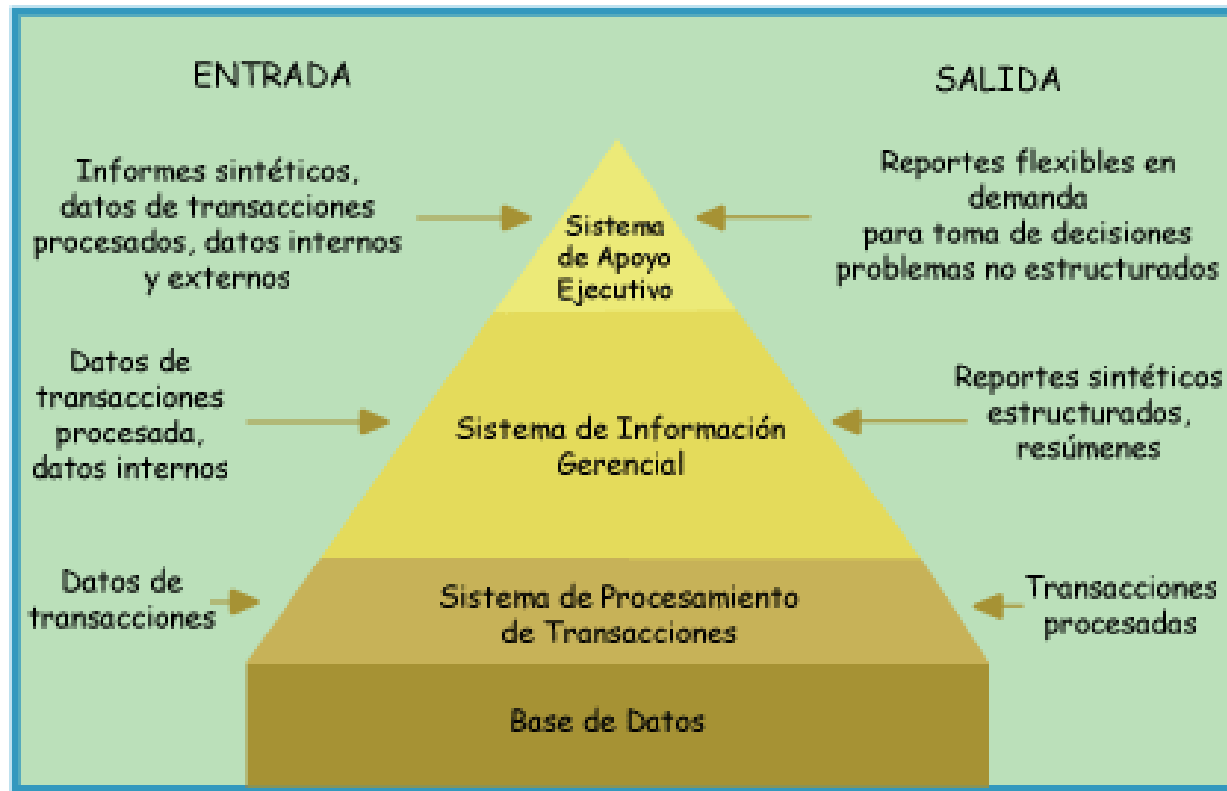 ENTRADA
SALIDA
Informes sintéticos,
datos de transacciones
procesados, datos internos
y externos
Sistema
de Apoyo
Ejecutivo
Reportes flexibles en
demanda
para toma de decisiones
problemas no estructurados
Datos de
transacciones
procesada,
datos internos
Sistema de Información
Gerencial
Reportes sintéticos
estructurados,
resúmenes
Datos de
transacciones
Sistema de Procesamiento
de Transacciones
Transacciones
procesadas
Base de Datos